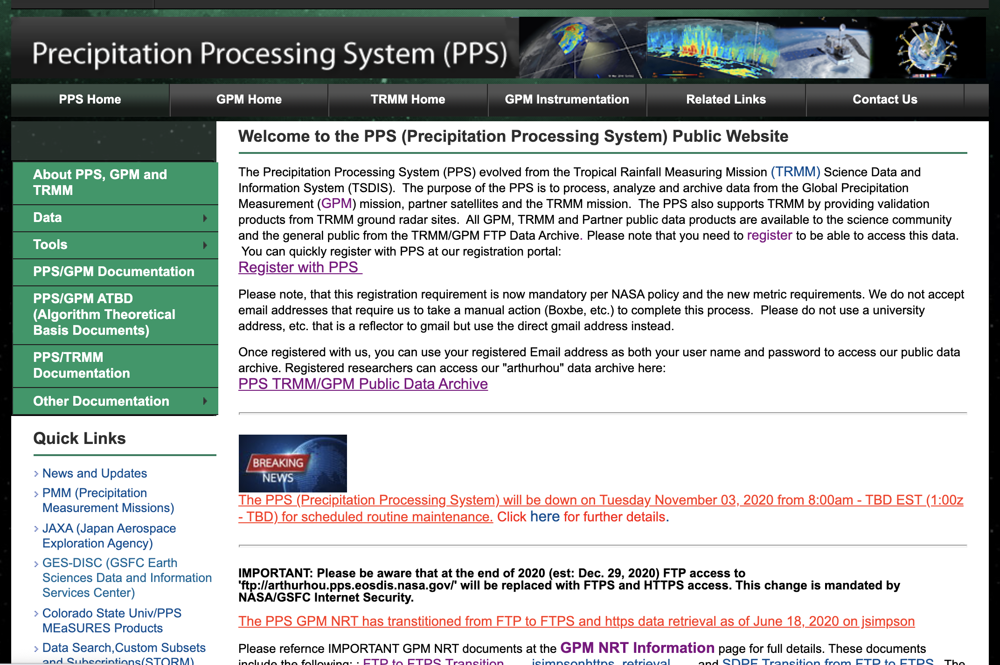 Precipitation Processing System (PPS)
PPS Home
GPM Home
TRMM Home
GPM Instrumentation
Related Links
Contact Us
About PPS, GPM and
TRMM
Data
Tools
PPS/GPM Documentation
PPS/GPM ATBD
(Algorithm Theoretical
Basis Documents)
PPS/TRMM
Documentation
Other Documentation
Quick Links
News and Updates
PMM (Precipitation
Measurement Missions)
JAXA (Japan Aerospace
Exploration Agency)
GES-DISC (GSFC Earth
Sciences Data and Information
Services Center)
Colorado State Univ/PPS
MEaSURES Products
Data Search,Custom Subsets
and Subscriptions(STORM)
Welcome to the PPS (Precipitation Processing System) Public Website
The Precipitation Processing System (PPS) evolved from the Tropical Rainfall Measuring Mission (TRMM) Science Data and
Information System (TSDIS).  The purpose of the PPS is to process, analyze and archive data from the Global Precipitation
Measurement (GPM) mission, partner satellites and the TRMM mission.  The PPS also supports TRMM by providing validation
products from TRMM ground radar sites.  All GPM, TRMM and Partner public data products are available to the science community
and the general public from the TRMM/GPM FTP Data Archive. Please note that you need to register to be able to access this data.
You can quickly register with PPS at our registration portal:
Register with PPS
Please note, that this registration requirement is now mandatory per NASA policy and the new metric requirements. We do not accept
email addresses that require us to take a manual action (Boxbe, etc.) to complete this process.  Please do not use a university
address, etc. that is a reflector to gmail but use the direct gmail address instead.
Once registered with us, you can use your registered Email address as both your user name and password to access our public data
archive. Registered researchers can access our "arthurhou" data archive here:
PPS TRMM/GPM Public Data Archive
BREAKING
NEWS
The PPS (Precipitation Processing System) will be down on Tuesday November 03, 2020 from 8:00am - TBD EST (1:00z
- TBD) for scheduled routine maintenance. Click here for further details.
IMPORTANT: Please be aware that at the end of 2020 (est: Dec. 29, 2020) FTP access to
'ftp://arthurhou.pps.eosdis.nasa.gov/' will be replaced with FTPS and HTTPS access. This change is mandated by
NASA/GSFC Internet Security.
The PPS GPM NRT has transtitioned from FTP to FTPS and https data retrieval as of June 18, 2020 on jsimpson
Please refernce IMPORTANT GPM NRT documents at the GPM NRT Information page for full details. These documents
include the following: : FTP to FTPS Transition jsimpsonhttps_retrieval and SDPF Transition from FTP to FTPS The